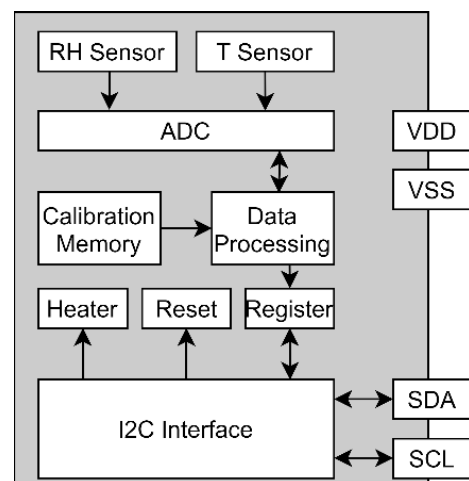 RH Sensor
T Sensor
ADC
VDD
VSS
Calibration
Memory
Data
Processing
Heater
Reset
Register
I2C Interface
SDA
SCL